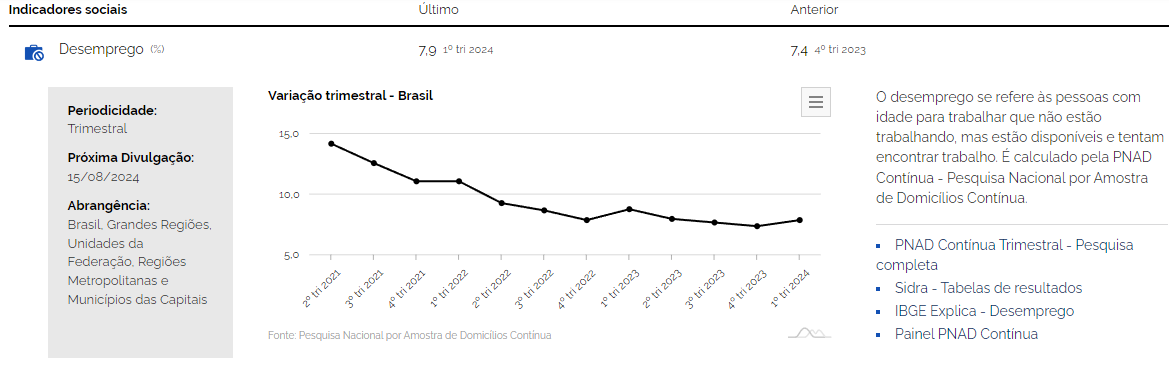 Indicadores sociais Último Anterior
Desemprego (%) 7,9 1º tri 2024 7,4 4º tri 2023
Periodicidade:
Trimestral
Próxima Divulgação:
15/08/2024
Abrangência:
Brasil, Grandes Regiões,
Unidades da
Federação, Regiões
Metropolitanas e
Municípios das Capitais
Variação trimestral - Brasil
15,0
10,0
5,0
2º tri 2021
3º tri 2021
4º tri 2021
1º tri 2022
2º tri 2022
3º tri 2022
4º tri 2022
1º tri 2023
2º tri 2023
3º tri 2023
4º tri 2023
1º tri 2024
Fonte: Pesquisa Nacional por Amostra de Domicílios Contínua
O desemprego se refere às pessoas com
idade para trabalhar que não estão
trabalhando, mas estão disponíveis e tentam
encontrar trabalho. É calculado pela PNAD
Contínua - Pesquisa Nacional por Amostra
de Domicílios Contínua.
PNAD Contínua Trimestral - Pesquisa
completa
Sidra - Tabelas de resultados
IBGE Explica - Desemprego
Painel PNAD Contínua